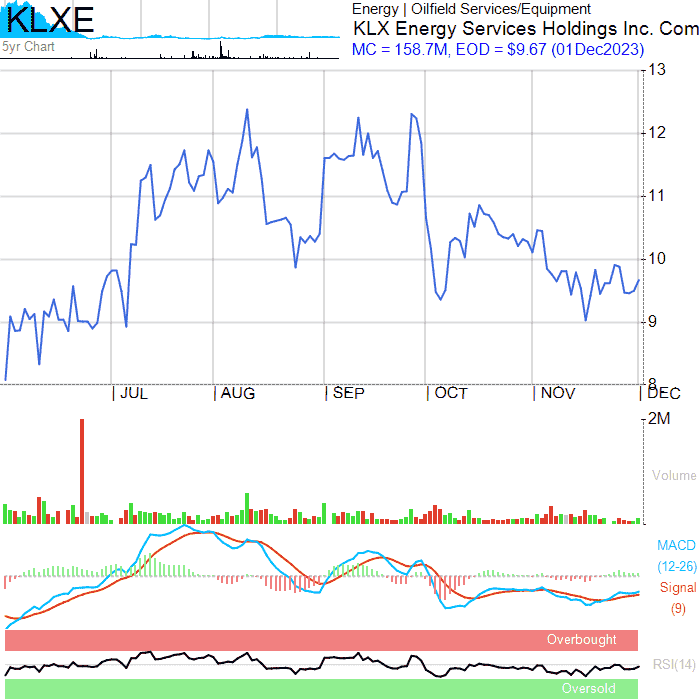 KLXE
5yr Chart
Energy | Oilfield Services/Equipment
KLX Energy Services Holdings Inc. Com
MC = 158.7M, EOD = $9.67 (01Dec2023)
13
12
11
10
9
8
JUL AUG SEP OCT NOV DEC
2M
Volume
MACD
(12-26)
Signal
(9)
Overbought
RSI(14)
Oversold